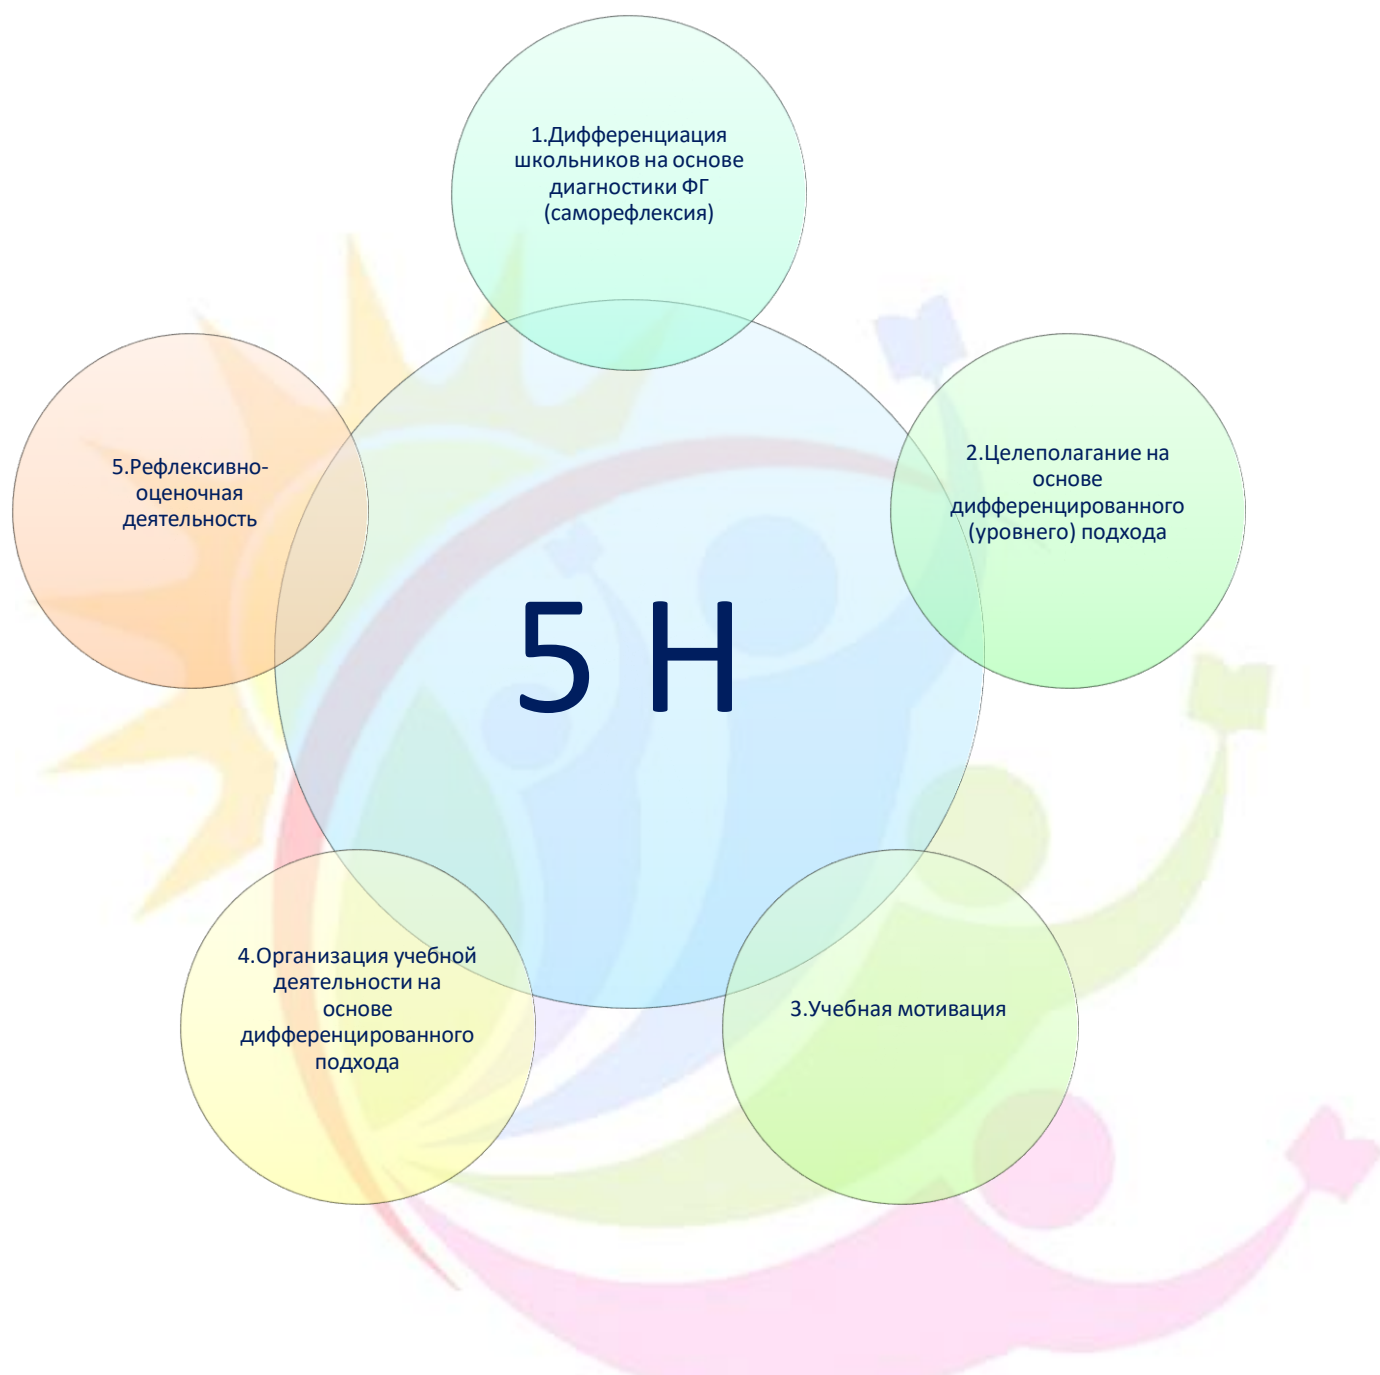 1.Дифференциация
школьников на основе
диагностики ФГ
(саморефлексия)
2.Целеполагание на
основе
дифференцированного
(уровнего) подхода
3.Учебная мотивация
4.Организация учебной
деятельности на
основе
дифференцированного
подхода
5.Рефлексивно-
оценочная
деятельность
5 Н